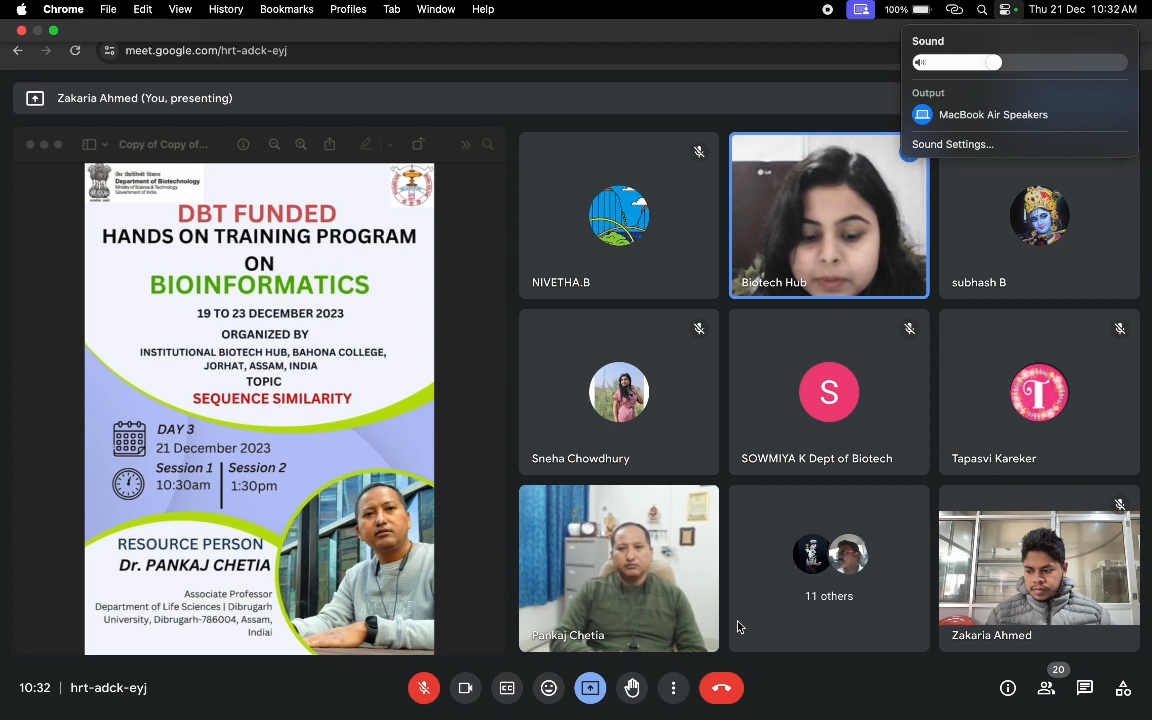 Chrome File Edit View History Bookmarks Profiles Tab Window Help 100% Thu 21 Dec 10:32 AM
meet.google.com/hrt-adck-eyj
Sound
Output
MacBook Air Speakers
Sound Settings...
Zakaria Ahmed (You, presenting)
Copy of Copy of...
Department of Biotechnology
Ministry of Science & Technology
Government of India
DBT FUNDED
HANDS ON TRAINING PROGRAM
ON
BIOINFORMATICS
19 TO 23 DECEMBER 2023
ORGANIZED BY
INSTITUTIONAL BIOTECH HUB, BAHONA COLLEGE,
JORHAT, ASSAM, INDIA
TOPIC
SEQUENCE SIMILARITY
DAY 3
21 December 2023
Session 1 Session 2
10:30am 1:30pm
RESOURCE PERSON
Dr. PANKAJ CHETIA
Associate Professor
Department of Life Sciences | Dibrugarh
University, Dibrugarh-786004, Assam,
Indiai
NIVETHA.B
LG
Biotech Hub
subhash B
Sneha Chowdhury
S
SOWMIYA K Dept of Biotech
T
Tapasvi Kareker
Pankaj Chetia
11 others
Zakaria Ahmed
10:32 | hrt-adck-eyj
20